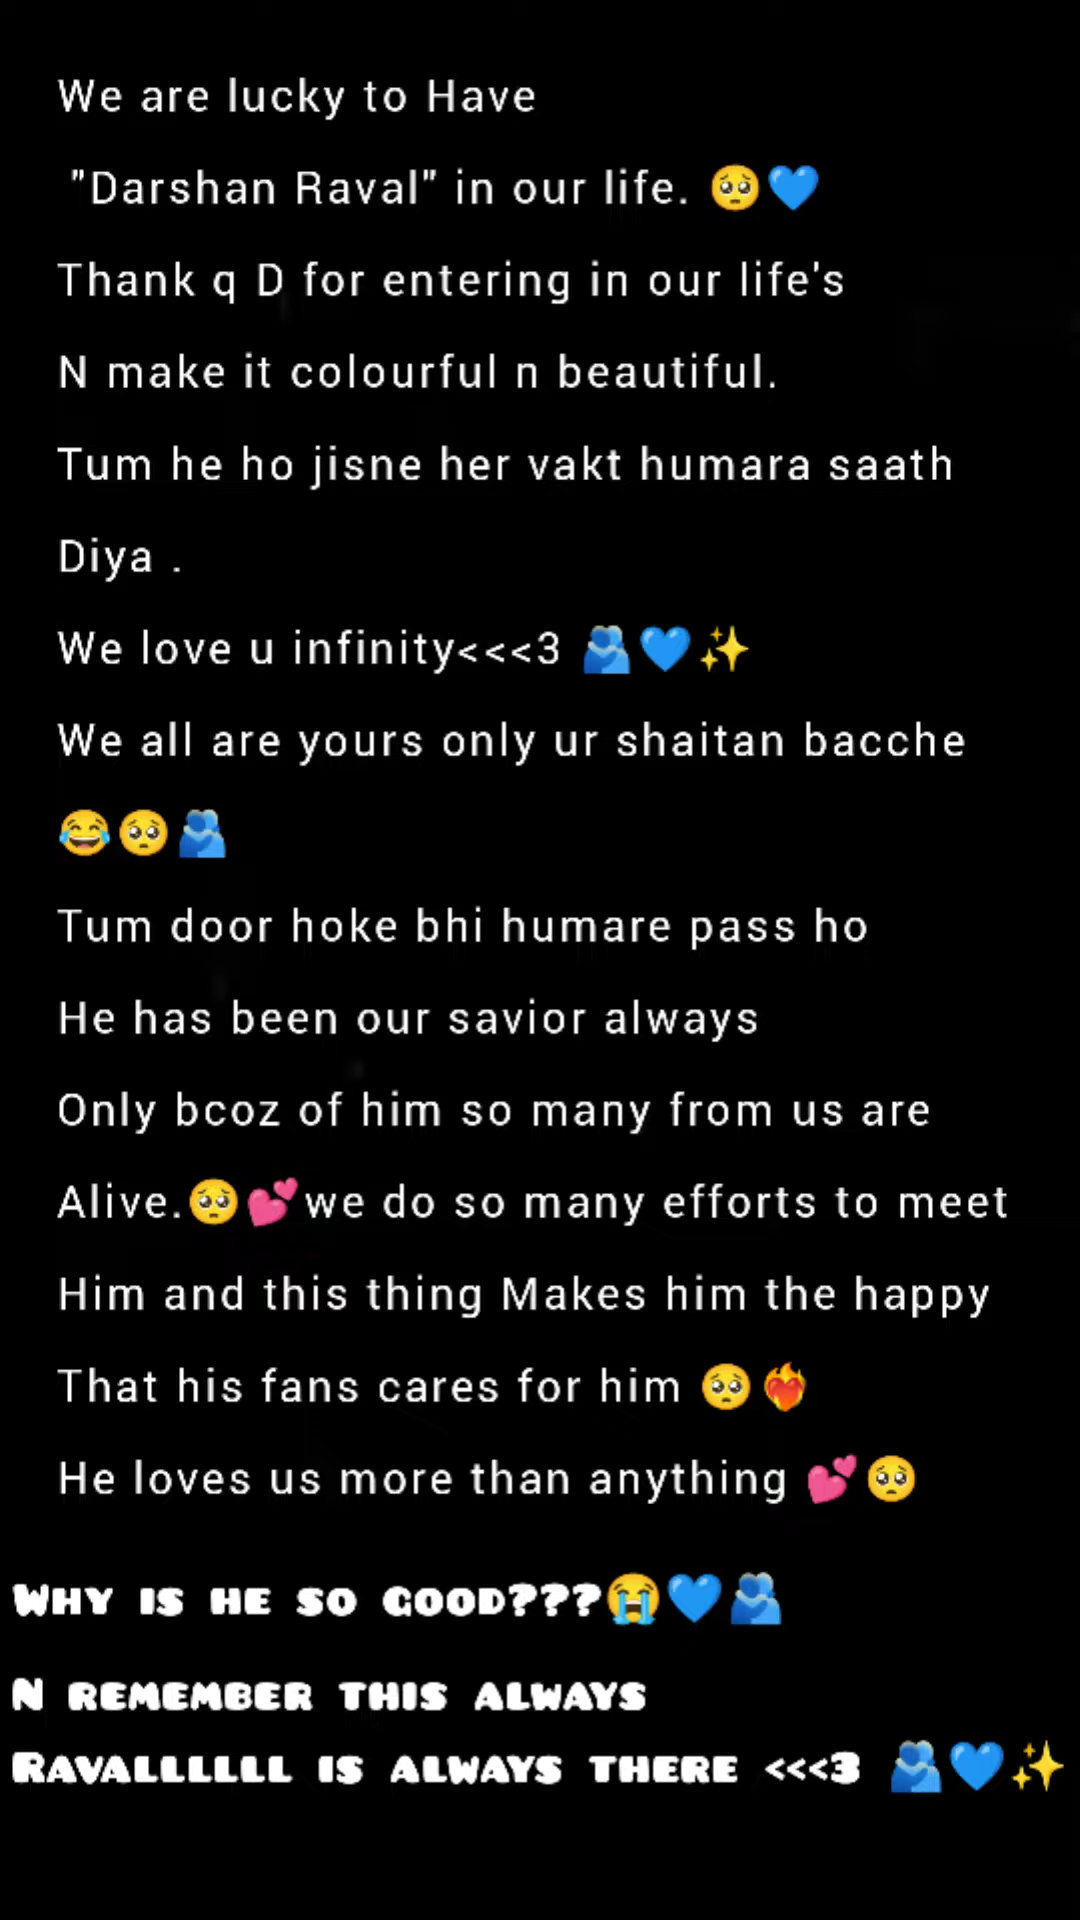 We are lucky to Have
"Darshan Raval" in our life. 🥺💙
Thank q D for entering in our life's
N make it colourful n beautiful.
Tum he ho jisne her vakt humara saath
Diya .
We love u infinity<<<3 🫂💙✨
We all are yours only ur shaitan bacche
😂🥺🫂
Tum door hoke bhi humare pass ho
He has been our savior always
Only bcoz of him so many from us are
Alive.🥺💕we do so many efforts to meet
Him and this thing Makes him the happy
That his fans cares for him 🥺❤️‍🔥
He loves us more than anything 💕🥺
Why is he so good???😭💙🫂
N remember this always
Ravallllll is always there <<<3 🫂💙✨